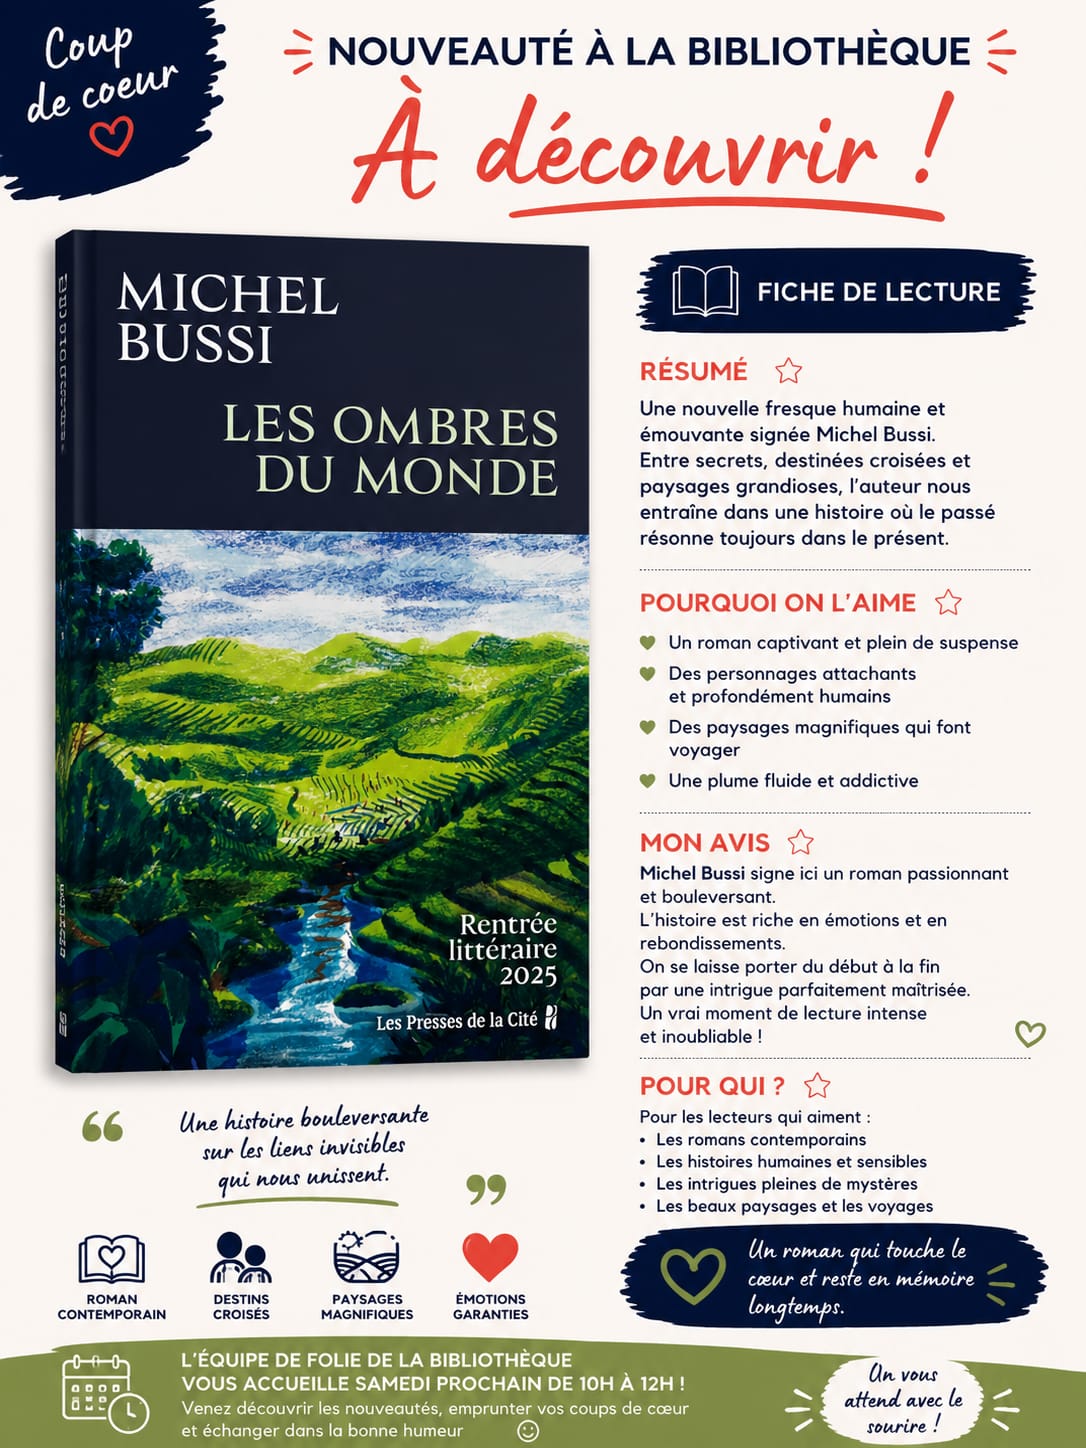 Coup
de coeur
NOUVEAUTÉ À LA BIBLIOTHÈQUE
À découvrir !
MICHEL
BUSSI
LES OMBRES
DU MONDE
Rentrée
littéraire
2025
Les Presses de la Cité
FICHE DE LECTURE
RÉSUMÉ
Une nouvelle fresque humaine et
émouvante signée Michel Bussi.
Entre secrets, destinées croisées et
paysages grandioses, l'auteur nous
entraîne dans une histoire où le passé
résonne toujours dans le présent.
POURQUOI ON L'AIME
Un roman captivant et plein de suspense
Des personnages attachants
et profondément humains
Des paysages magnifiques qui font
voyager
Une plume fluide et addictive
MON AVIS
Michel Bussi signe ici un roman passionnant
et bouleversant.
L'histoire est riche en émotions et en
rebondissements.
On se laisse porter du début à la fin
par une intrigue parfaitement maîtrisée.
Un vrai moment de lecture intense
et inoubliable !
POUR QUI ?
Pour les lecteurs qui aiment :
• Les romans contemporains
• Les histoires humaines et sensibles
• Les intrigues pleines de mystères
• Les beaux paysages et les voyages
Un roman qui touche le
cœur et reste en mémoire
longtemps.
“ Une histoire bouleversante
sur les liens invisibles
qui nous unissent. ”
ROMAN
CONTEMPORAIN
DESTINS
CROISÉS
PAYSAGES
MAGNIFIQUES
ÉMOTIONS
GARANTIES
L'ÉQUIPE DE FOLIE DE LA BIBLIOTHÈQUE
VOUS ACCUEILLE SAMEDI PROCHAIN DE 10H À 12H !
Venez découvrir les nouveautés, emprunter vos coups de cœur
et échanger dans la bonne humeur
On vous
attend avec le
sourire !